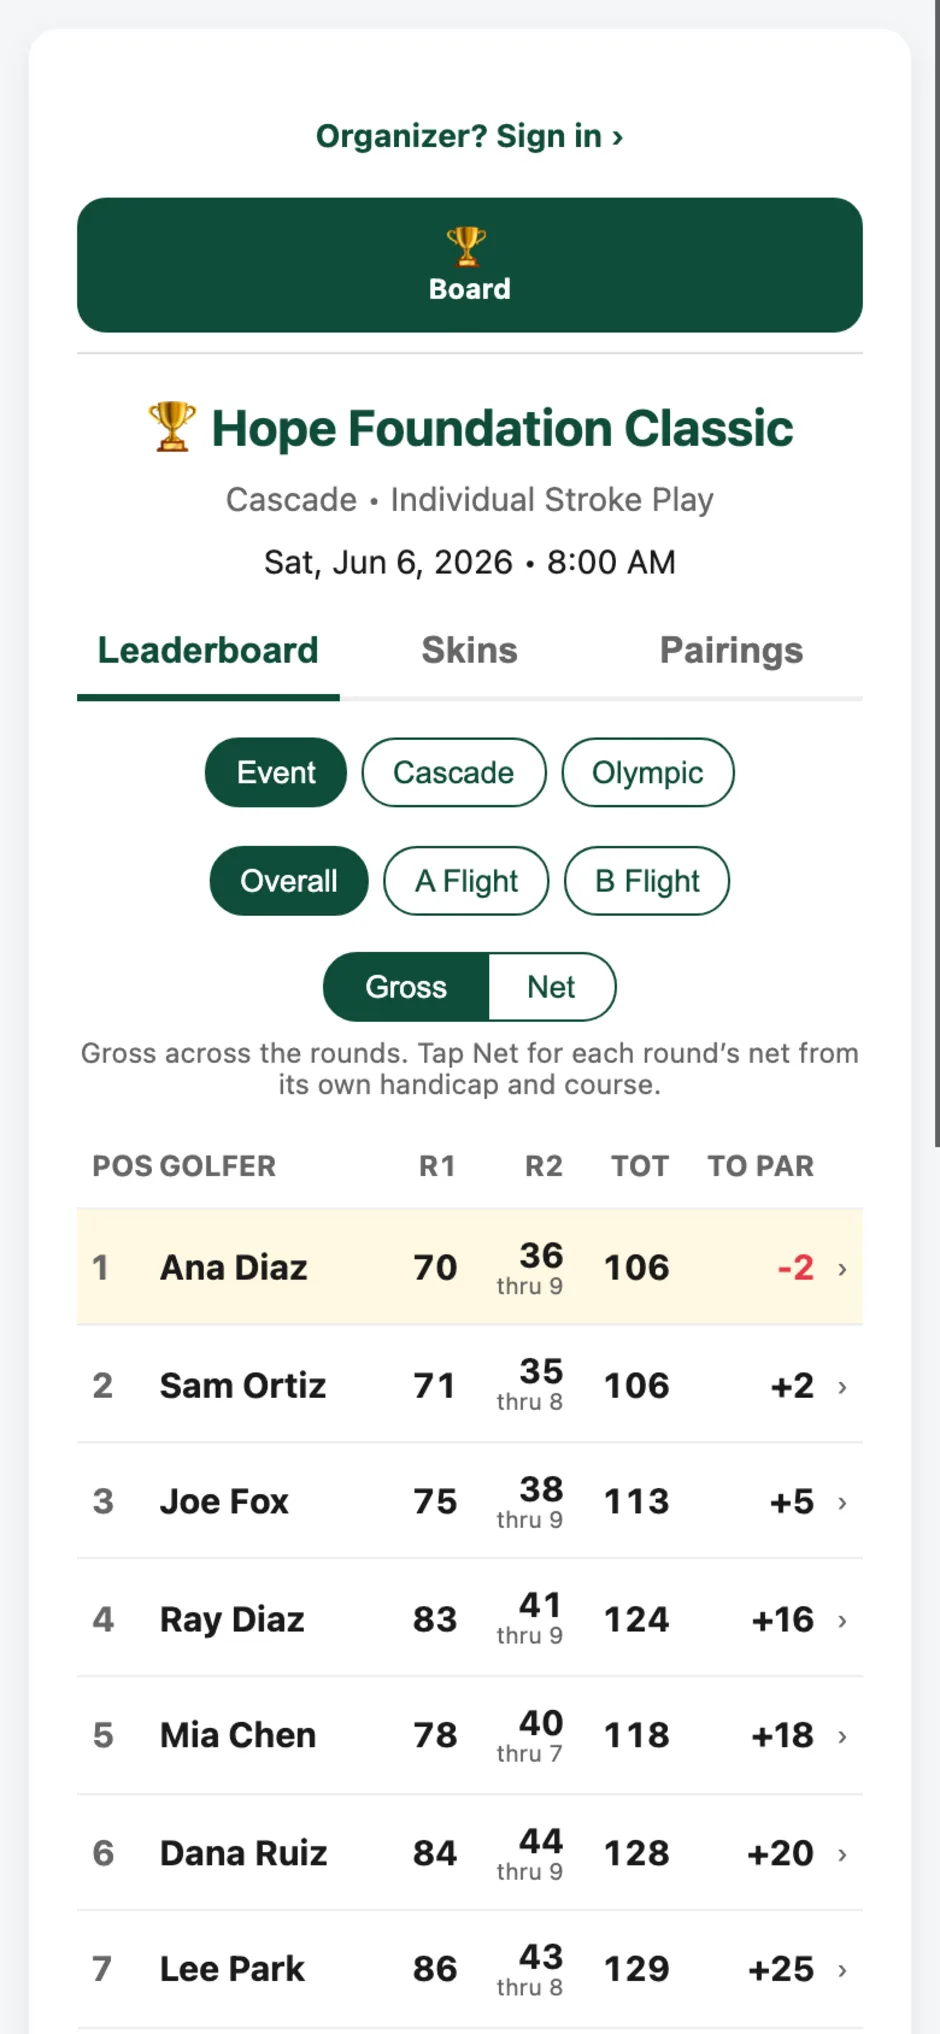 Organizer? Sign in ›
Board
Hope Foundation Classic
Cascade • Individual Stroke Play
Sat, Jun 6, 2026 • 8:00 AM
Leaderboard Skins Pairings
Event Cascade Olympic
Overall A Flight B Flight
Gross Net
Gross across the rounds. Tap Net for each round’s net from
its own handicap and course.
POS GOLFER R1 R2 TOT TO PAR
1 Ana Diaz 70 36 106 -2 ›
thru 9
2 Sam Ortiz 71 35 106 +2 ›
thru 8
3 Joe Fox 75 38 113 +5 ›
thru 9
4 Ray Diaz 83 41 124 +16 ›
thru 9
5 Mia Chen 78 40 118 +18 ›
thru 7
6 Dana Ruiz 84 44 128 +20 ›
thru 9
7 Lee Park 86 43 129 +25 ›
thru 8